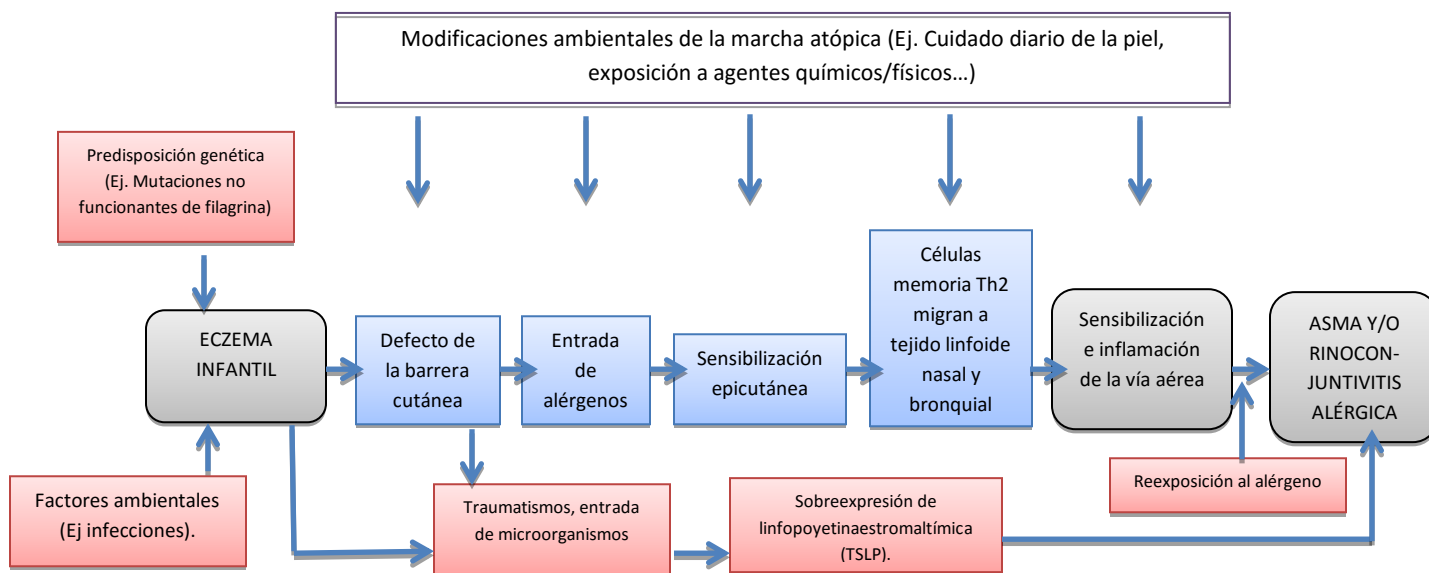 Modificaciones ambientales de la marcha atópica (Ej. Cuidado diario de la piel,
exposición a agentes químicos/físicos…)
Predisposición genética
(Ej. Mutaciones no
funcionantes de filagrina)
ECZEMA
INFANTIL
Defecto de
la barrera
cutánea
Entrada
de
alérgenos
Sensibilización
epicutánea
Células
memoria Th2
migran a
tejido linfoide
nasal y
bronquial
Sensibilización
e inflamación
de la vía aérea
ASMA Y/O
RINOCON-
JUNTIVITIS
ALÉRGICA
Factores ambientales
(Ej infecciones).
Traumatismos, entrada
de microorganismos
Sobreexpresión de
linfopoyetinaestromaltímica
(TSLP).
Reexposición al alérgeno